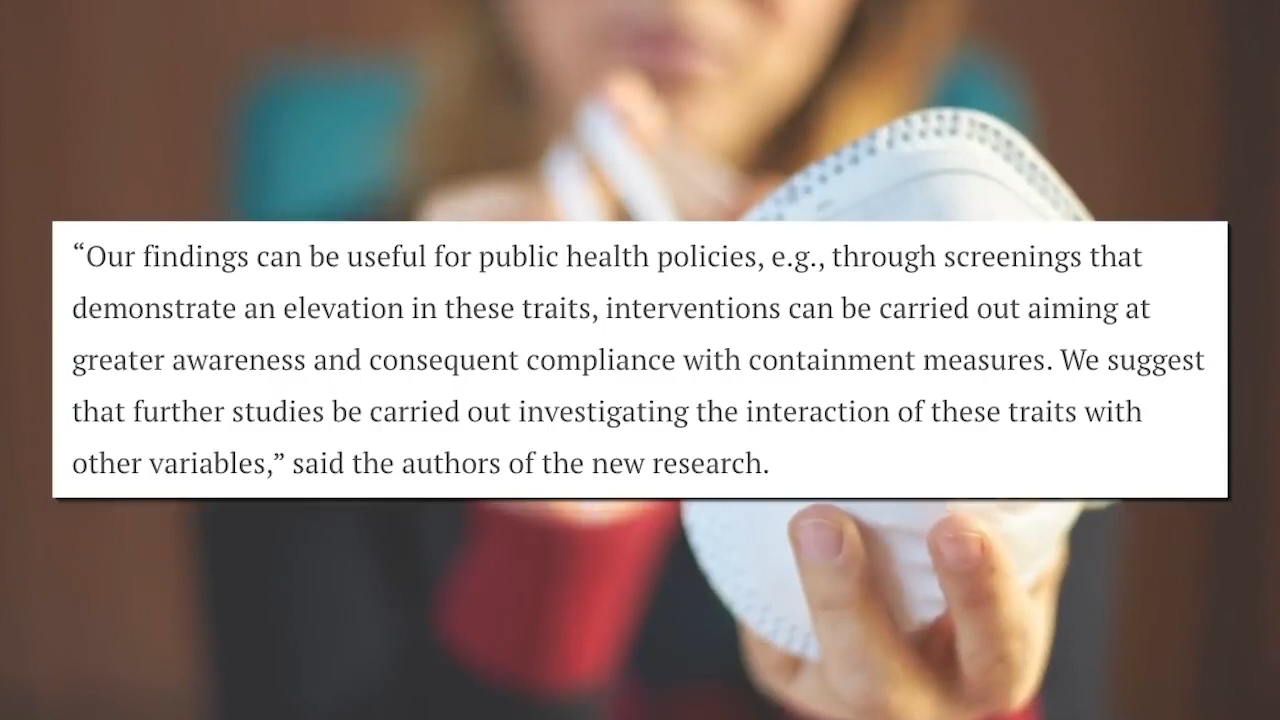 “Our findings can be useful for public health policies, e.g., through screenings that
demonstrate an elevation in these traits, interventions can be carried out aiming at
greater awareness and consequent compliance with containment measures. We suggest
that further studies be carried out investigating the interaction of these traits with
other variables,” said the authors of the new research.